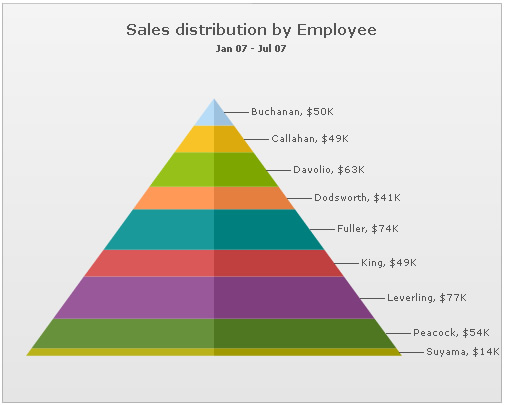 Sales distribution by Employee
Jan 07 - Jul 07
Buchanan, $50K
Callahan, $49K
Davolio, $63K
Dodsworth, $41K
Fuller, $74K
King, $49K
Leverling, $77K
Peacock, $54K
Suyama, $14K